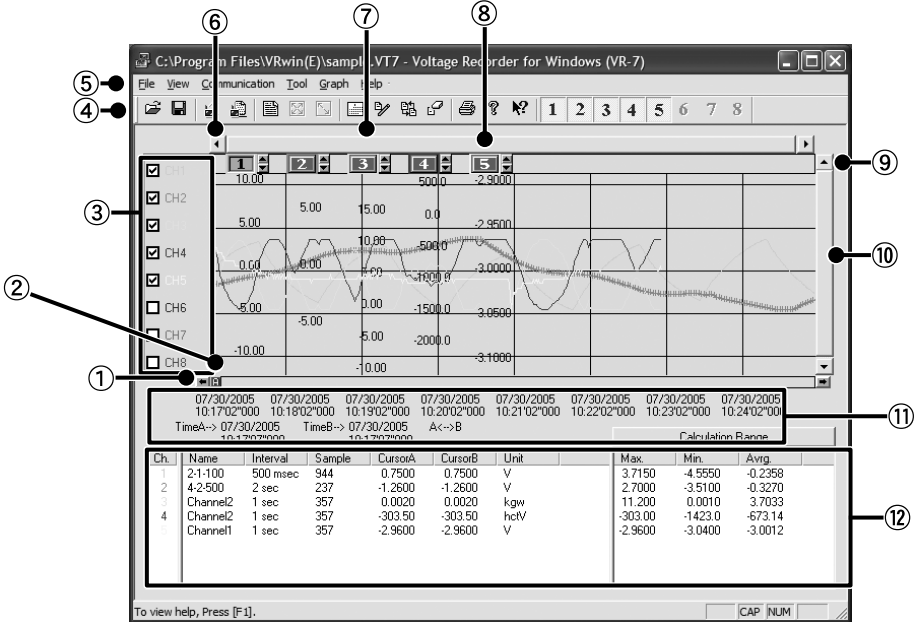 ⑥ ⑦ ⑧
C:\Program Files\VRwin(E)\sample.VT7 - Voltage Recorder for Windows (VR-7)
⑤ File View Communication Tool Graph Help
④ 1 2 3 4 5 6 7 8
1 2 3 4 5
⑨
③
②
①
⑩
CH1
CH2
CH4
CH5
CH6
CH7
CH8
10.00
5.00
0.00
-5.00
-10.00
5.00
0.00
-5.00
15.00
10.00
0.00
-5.00
-10.00
500.0
0.0
-500.0
-1000.0
-1500.0
-2000.0
-2.9000
-2.9500
-3.0000
-3.0500
-3.1000
07/30/2005 07/30/2005 07/30/2005 07/30/2005 07/30/2005 07/30/2005 07/30/2005 07/30/2005
10:17'02"000 10:18'02"000 10:19'02"000 10:20'02"000 10:21'02"000 10:22'02"000 10:23'02"000 10:24'02"000
⑪
TimeA--> 07/30/2005 TimeB--> 07/30/2005 A<-->B
10:17'07"000 10:17'07"000 Calculation Range
Ch. Name Interval Sample CursorA CursorB Unit Max. Min. Avrg.
1 2-1-100 500 msec 944 0.7500 0.7500 V 3.7150 -4.5550 -0.2358
2 4-2-500 2 sec 237 -1.2600 -1.2600 V 2.7000 -3.5100 -0.3270
3 Channel2 1 sec 357 0.0020 0.0020 kgw 11.200 0.0010 3.7033
4 Channel2 1 sec 357 -303.50 -303.50 hctV -303.00 -1423.0 -673.14
5 Channel1 1 sec 357 -2.9600 -2.9600 V -2.9600 -3.0400 -3.0012
⑫
To view help, Press [F1]. CAP NUM